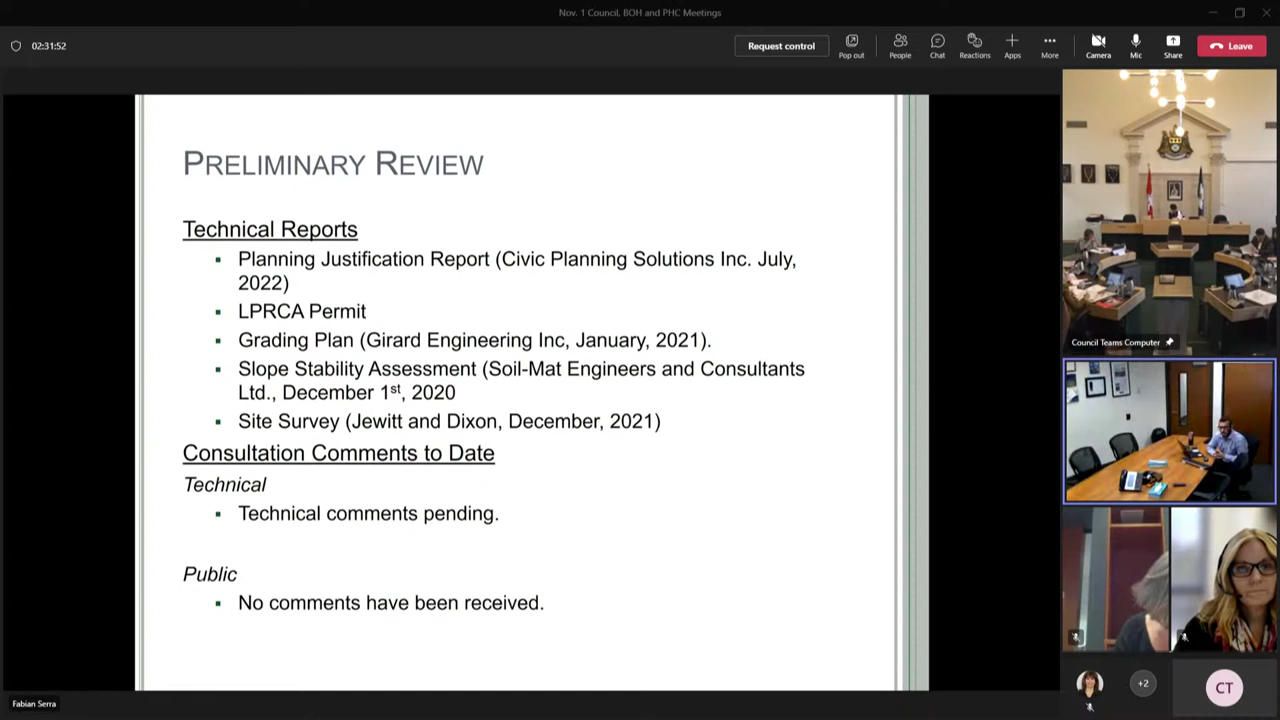 Nov. 1 Council, BOH and PHC Meetings
02:31:52
Request control
Pop out
People
Chat
Reactions
Apps
More
Camera
Mic
Share
Leave
PRELIMINARY REVIEW
Technical Reports
▪ Planning Justification Report (Civic Planning Solutions Inc. July,
2022)
▪ LPRCA Permit
▪ Grading Plan (Girard Engineering Inc, January, 2021).
▪ Slope Stability Assessment (Soil-Mat Engineers and Consultants
Ltd., December 1st, 2020
▪ Site Survey (Jewitt and Dixon, December, 2021)
Consultation Comments to Date
Technical
▪ Technical comments pending.
Public
▪ No comments have been received.
Council Teams Computer
+2
CT
Fabian Serra